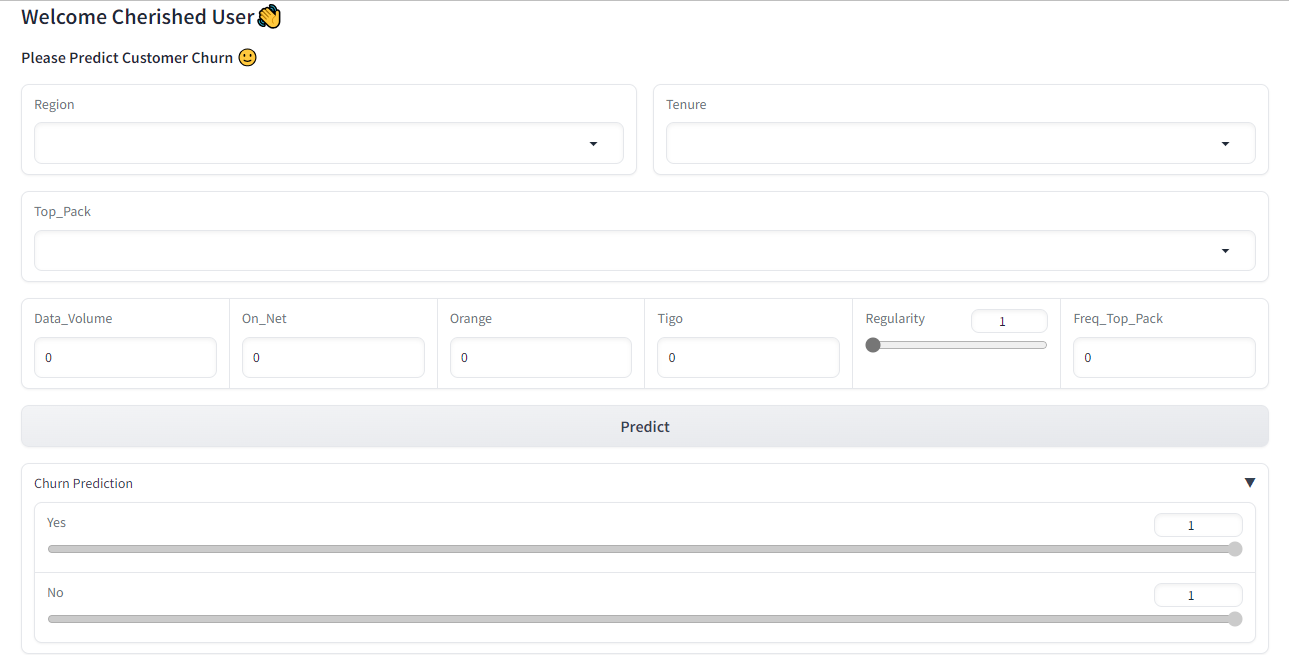 Welcome Cherished User👋
Please Predict Customer Churn 🙂
Region
Tenure
Top_Pack
Data_Volume
On_Net
Orange
Tigo
Regularity
1
Freq_Top_Pack
0
0
0
0
0
Predict
Churn Prediction
Yes
1
No
1